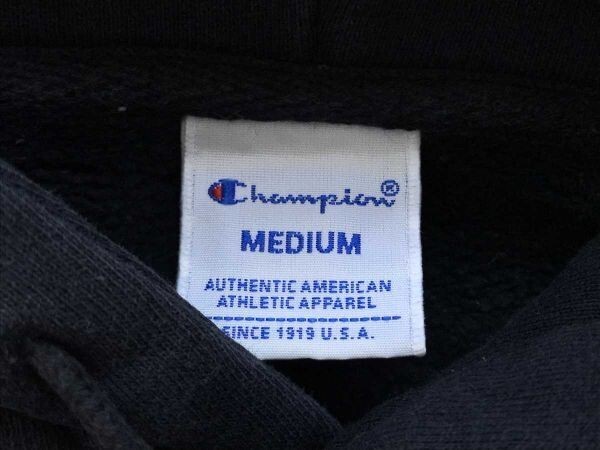 Champion®
MEDIUM
AUTHENTIC AMERICAN
ATHLETIC APPAREL
SINCE 1919 U.S.A.